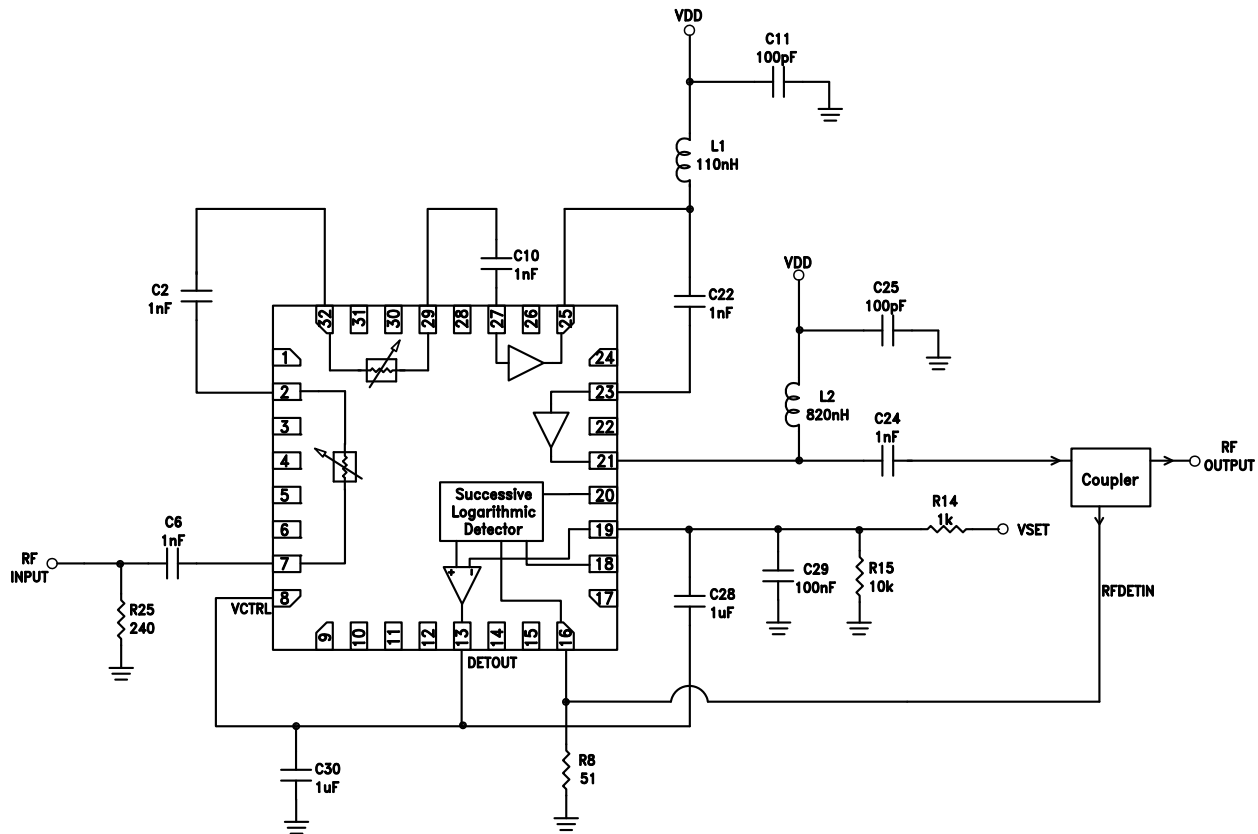 VDD
C11
100pF
L1
110nH
C10
1nF
C2
1nF
C22
1nF
VDD
C25
100pF
L2
820nH
C24
1nF
32
31
30
29
28
27
26
25
1
2
3
4
5
6
7
8
24
23
22
21
20
19
18
17
Successive
Logarithmic
Detector
+ -
Coupler
RF
OUTPUT
R14
1k
VSET
C6
1nF
RF
INPUT
R25
240
VCTRL
C28
1uF
C29
100nF
R15
10k
RFDETIN
9
10
11
12
13
14
15
16
DETOUT
C30
1uF
R8
51